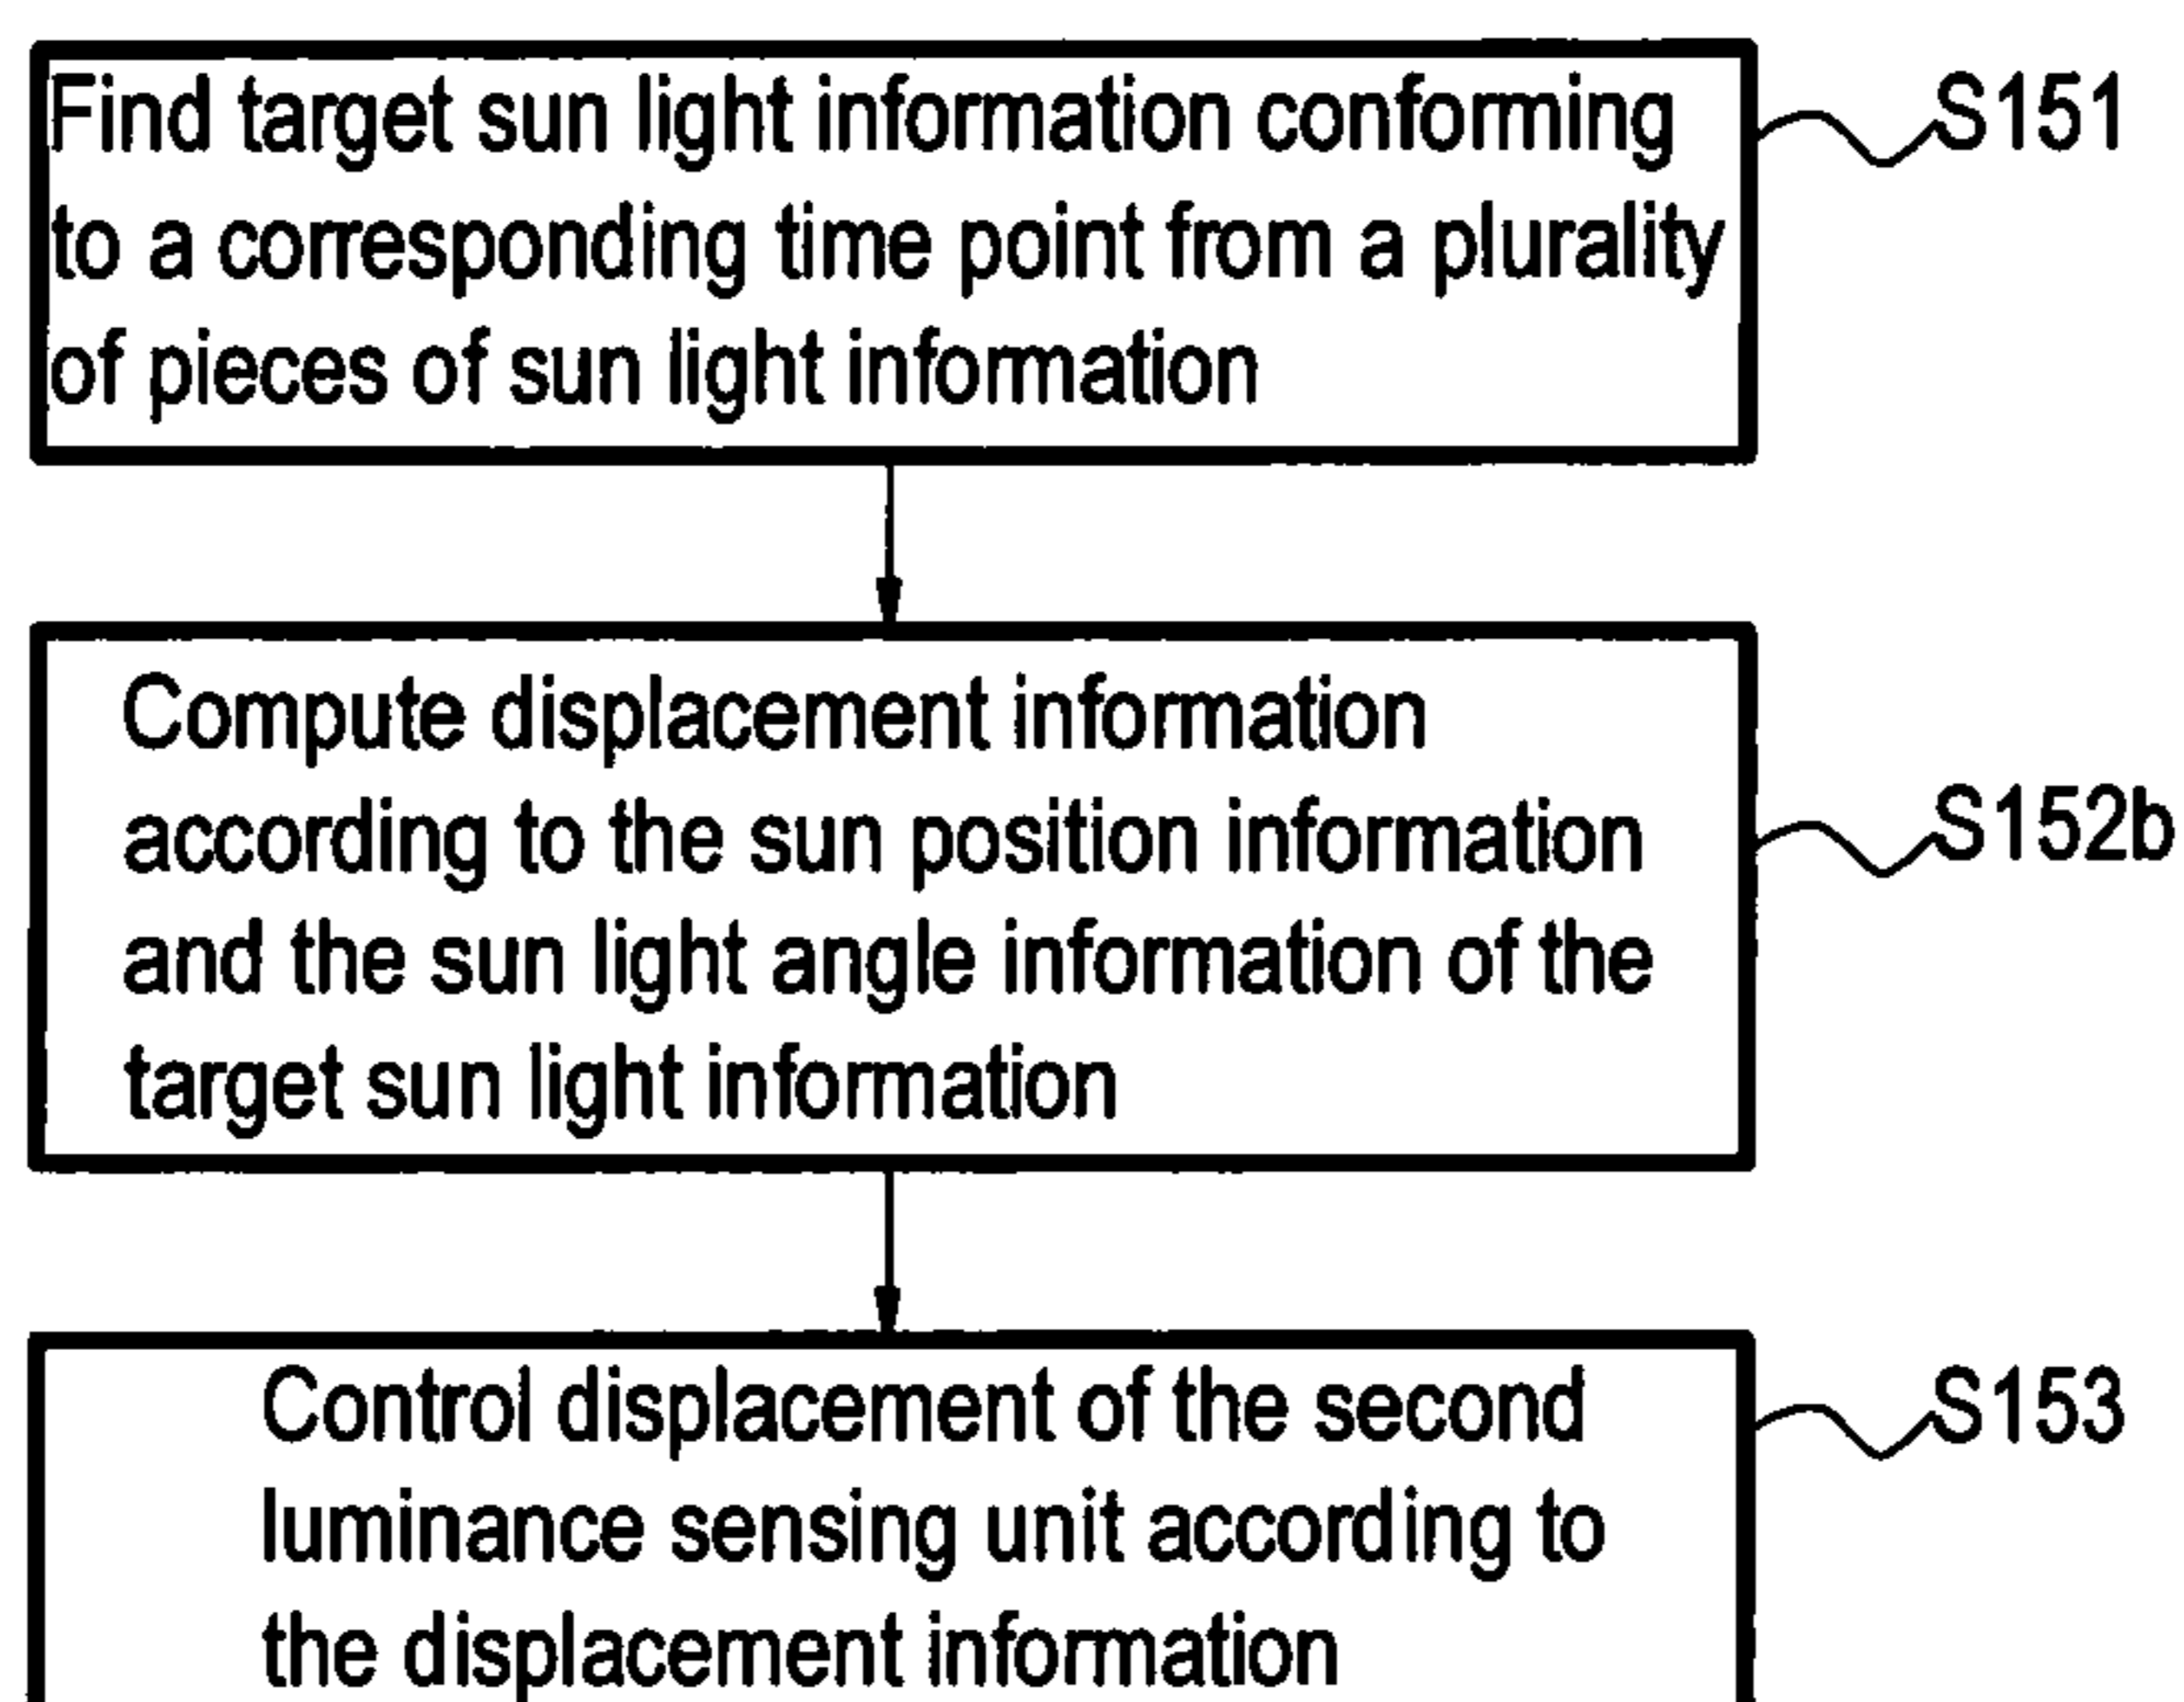 Find target sun light information conforming
to a corresponding time point from a plurality
of pieces of sun light information
S151
Compute displacement information
according to the sun position information
and the sun light angle information of the
target sun light information
S152b
Control displacement of the second
luminance sensing unit according to
the displacement information
S153